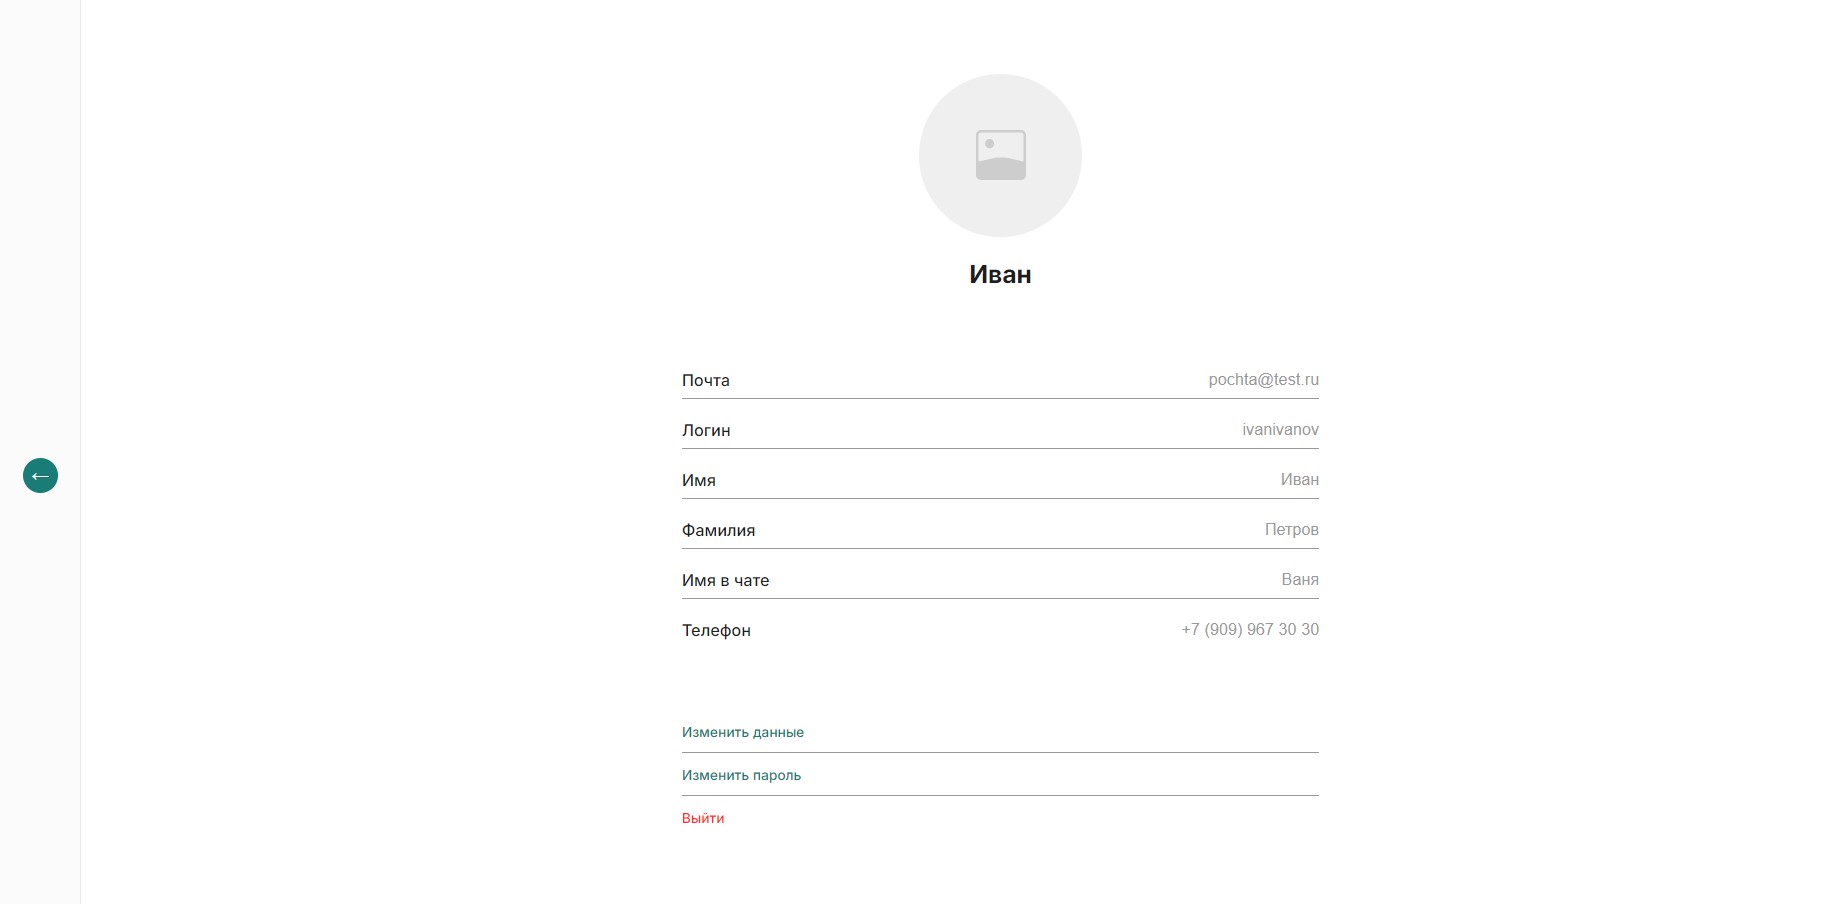 Иван
Почта pochta@test.ru
Логин ivanivanov
Имя Иван
Фамилия Петров
Имя в чате Ваня
Телефон +7 (909) 967 30 30
Изменить данные
Изменить пароль
Выйти